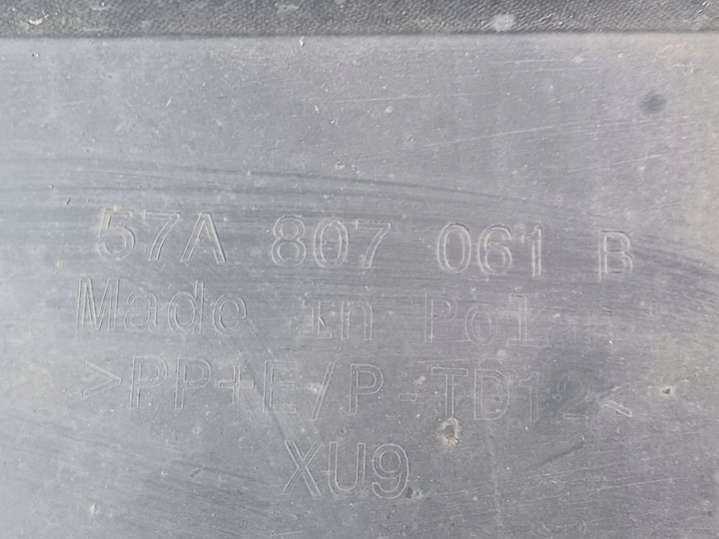 57A 807 061 B
Made in Pol
>PP+E/P-TD12<
XU9